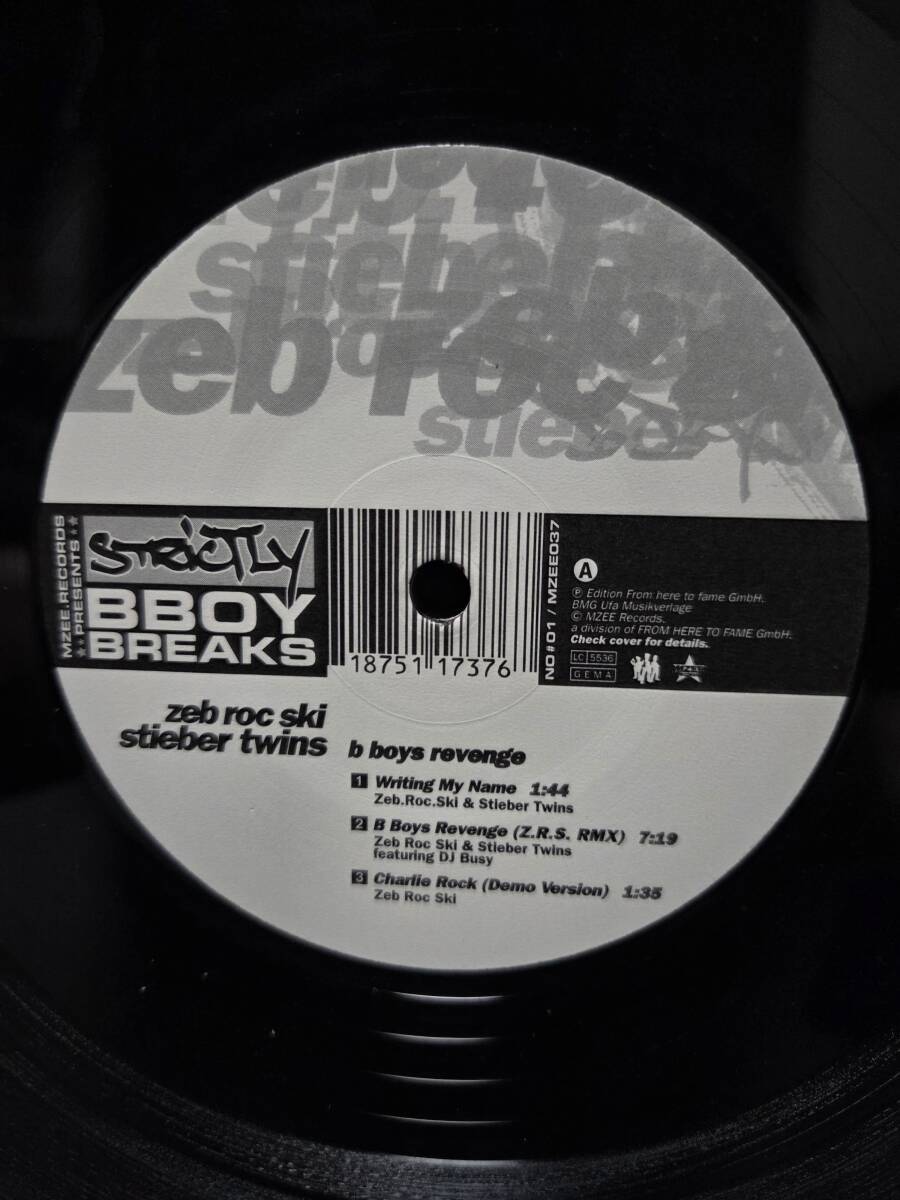 stieber
zeb roc
stieber
MZEE.RECORDS
★★PRESENTS★★
STRICTLY
BBOY
BREAKS
18751 17376
NO#01 / MZEE037
A
Ⓟ Edition From here to fame GmbH.
BMG Ufa Musikverlage
© MZEE Records.
a division of FROM HERE TO FAME GmbH.
Check cover for details.
LC 5536
GEMA
zeb roc ski
stieber twins
b boys revenge
1 Writing My Name 1:44
Zeb.Roc.Ski & Stieber Twins
2 B Boys Revenge (Z.R.S. RMX) 7:19
Zeb Roc Ski & Stieber Twins
featuring DJ Busy
3 Charlie Rock (Demo Version) 1:35
Zeb Roc Ski